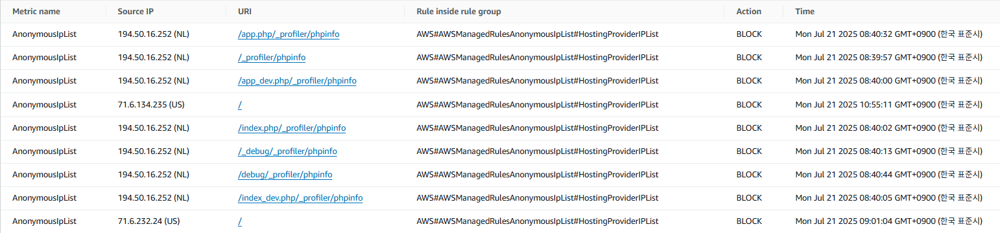 Metric name Source IP URI Rule inside rule group Action Time
AnonymousIpList 194.50.16.252 (NL) /app.php/_profiler/phpinfo AWS#AWSManagedRulesAnonymousIpList#HostingProviderIPList BLOCK Mon Jul 21 2025 08:40:32 GMT+0900 (한국 표준시)
AnonymousIpList 194.50.16.252 (NL) /_profiler/phpinfo AWS#AWSManagedRulesAnonymousIpList#HostingProviderIPList BLOCK Mon Jul 21 2025 08:39:57 GMT+0900 (한국 표준시)
AnonymousIpList 194.50.16.252 (NL) /app_dev.php/_profiler/phpinfo AWS#AWSManagedRulesAnonymousIpList#HostingProviderIPList BLOCK Mon Jul 21 2025 08:40:00 GMT+0900 (한국 표준시)
AnonymousIpList 71.6.134.235 (US) / AWS#AWSManagedRulesAnonymousIpList#HostingProviderIPList BLOCK Mon Jul 21 2025 10:55:11 GMT+0900 (한국 표준시)
AnonymousIpList 194.50.16.252 (NL) /index.php/_profiler/phpinfo AWS#AWSManagedRulesAnonymousIpList#HostingProviderIPList BLOCK Mon Jul 21 2025 08:40:02 GMT+0900 (한국 표준시)
AnonymousIpList 194.50.16.252 (NL) /_debug/_profiler/phpinfo AWS#AWSManagedRulesAnonymousIpList#HostingProviderIPList BLOCK Mon Jul 21 2025 08:40:13 GMT+0900 (한국 표준시)
AnonymousIpList 194.50.16.252 (NL) /debug/_profiler/phpinfo AWS#AWSManagedRulesAnonymousIpList#HostingProviderIPList BLOCK Mon Jul 21 2025 08:40:44 GMT+0900 (한국 표준시)
AnonymousIpList 194.50.16.252 (NL) /index_dev.php/_profiler/phpinfo AWS#AWSManagedRulesAnonymousIpList#HostingProviderIPList BLOCK Mon Jul 21 2025 08:40:05 GMT+0900 (한국 표준시)
AnonymousIpList 71.6.232.24 (US) / AWS#AWSManagedRulesAnonymousIpList#HostingProviderIPList BLOCK Mon Jul 21 2025 09:01:04 GMT+0900 (한국 표준시)